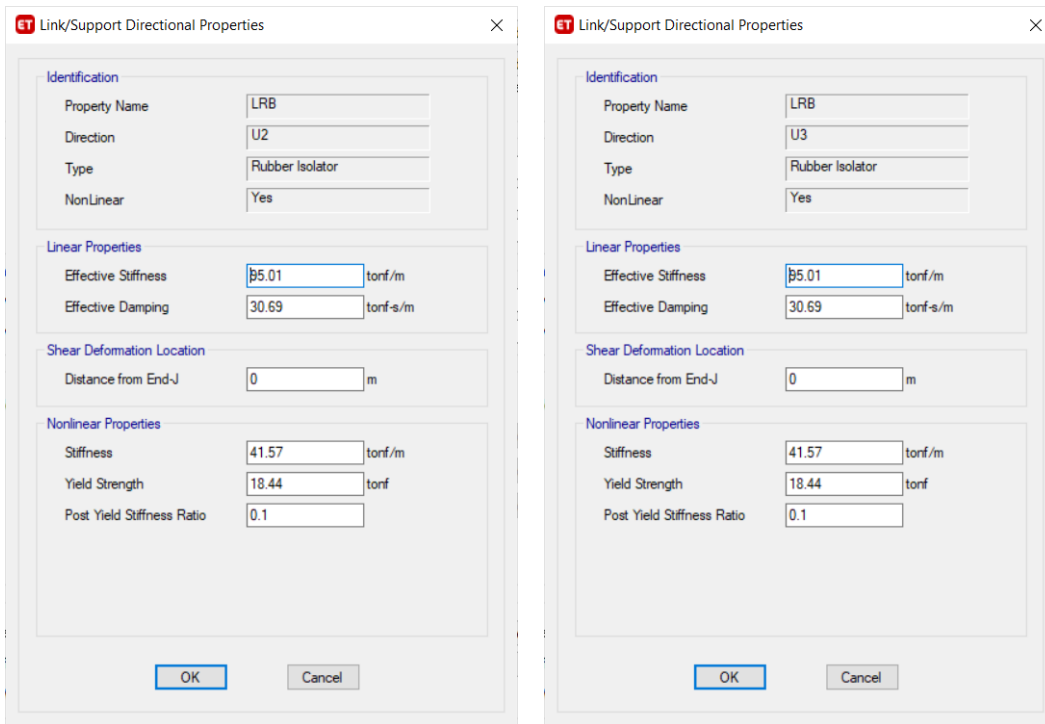 ET Link/Support Directional Properties
Identification
Property Name LRB
Direction U2
Type Rubber Isolator
NonLinear Yes
Linear Properties
Effective Stiffness 95.01 tonf/m
Effective Damping 30.69 tonf-s/m
Shear Deformation Location
Distance from End-J 0 m
Nonlinear Properties
Stiffness 41.57 tonf/m
Yield Strength 18.44 tonf
Post Yield Stiffness Ratio 0.1
OK Cancel
ET Link/Support Directional Properties
Identification
Property Name LRB
Direction U3
Type Rubber Isolator
NonLinear Yes
Linear Properties
Effective Stiffness 95.01 tonf/m
Effective Damping 30.69 tonf-s/m
Shear Deformation Location
Distance from End-J 0 m
Nonlinear Properties
Stiffness 41.57 tonf/m
Yield Strength 18.44 tonf
Post Yield Stiffness Ratio 0.1
OK Cancel